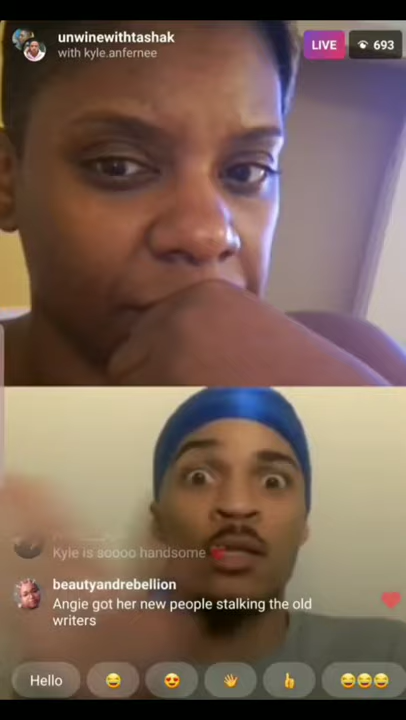 unwinewithtashak
with kyle.anfernee
LIVE
693
Kyle is aoooo handsome
beautyandrebellion
Angie got her new people stalking the old
writers
Hello